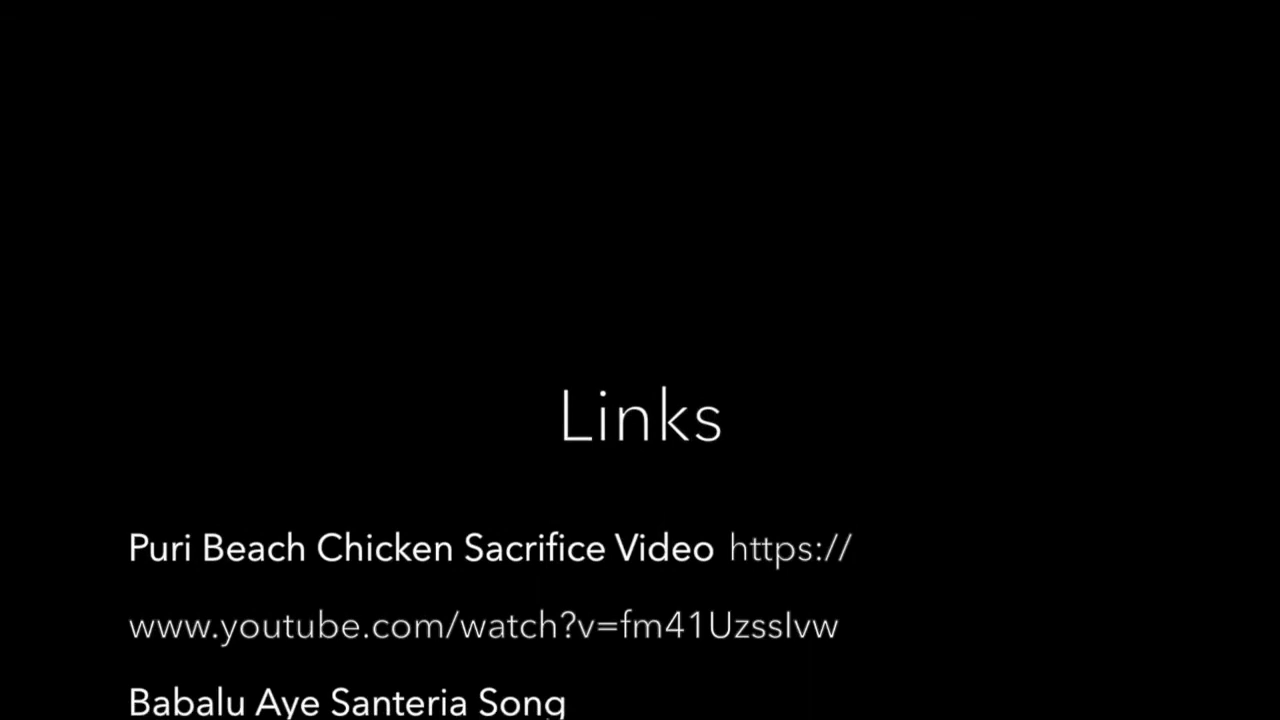 Links
Puri Beach Chicken Sacrifice Video https://
www.youtube.com/watch?v=fm41UzssIvw
Babalu Aye Santeria Song